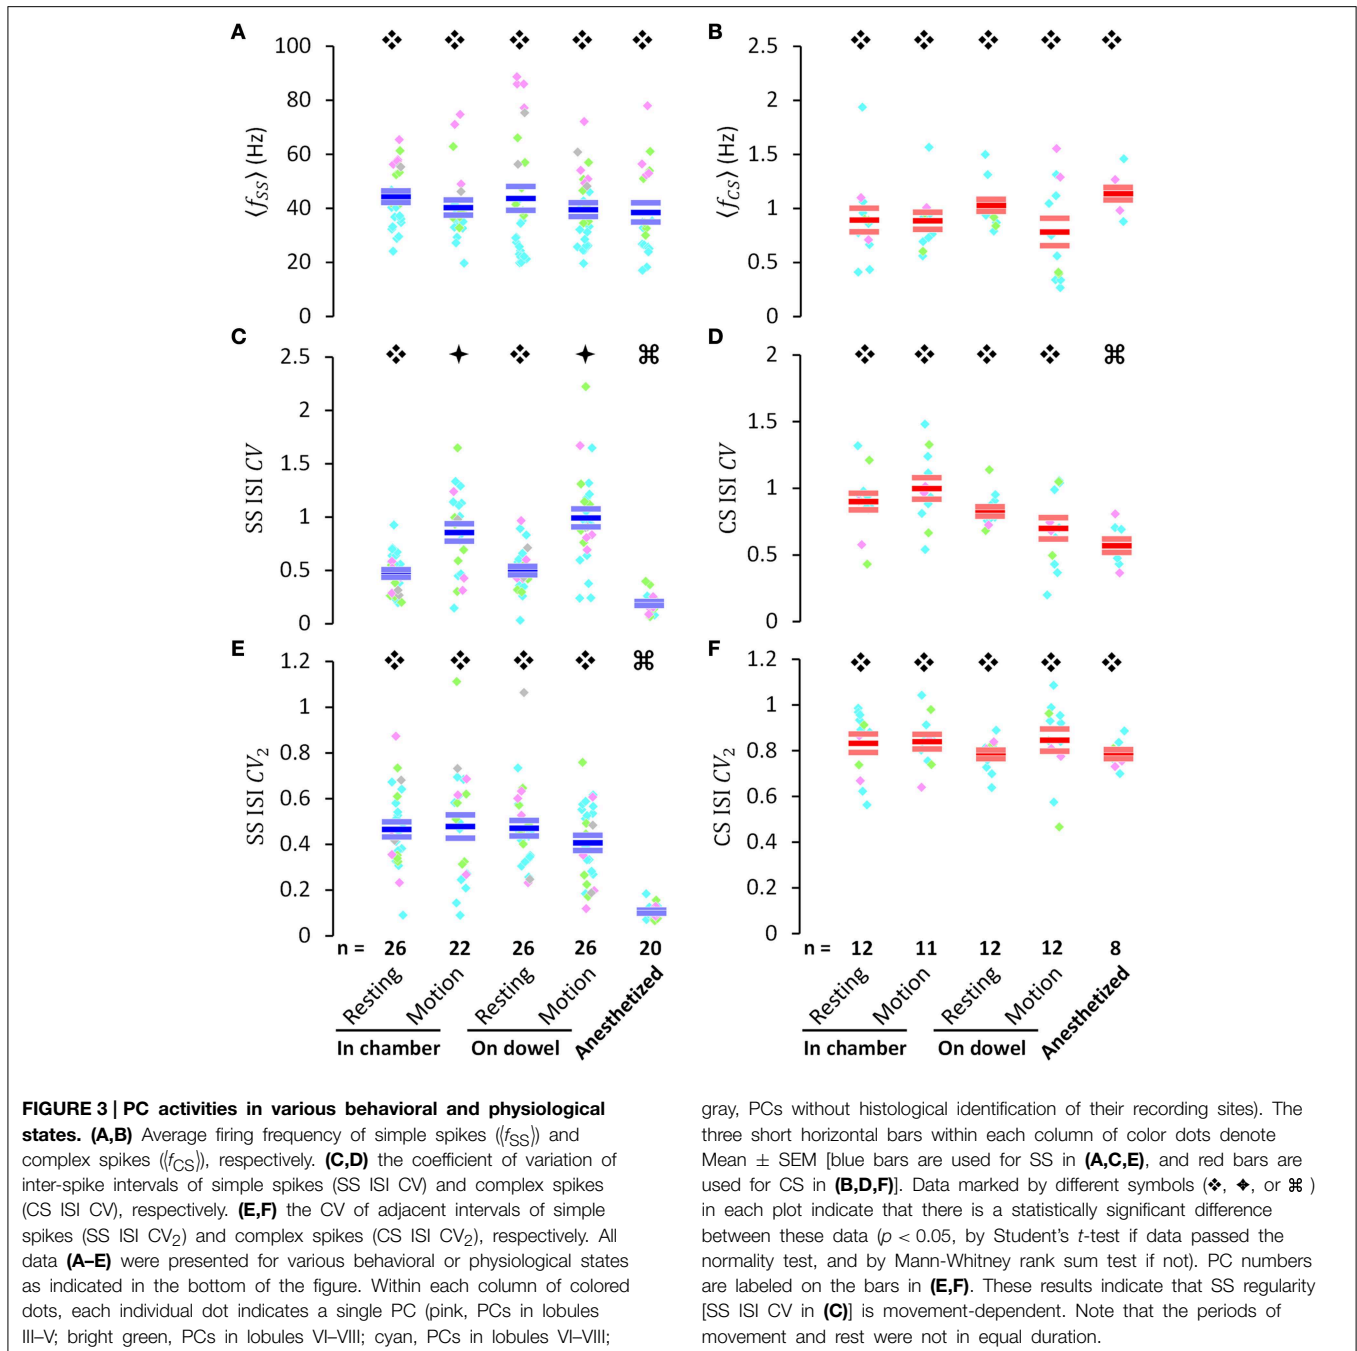 A
❖ ❖ ❖ ❖ ❖
100
80
60
40
20
0
⟨fSS⟩ (Hz)
B
❖ ❖ ❖ ❖ ❖
2.5
2
1.5
1
0.5
0
⟨fCS⟩ (Hz)
C
❖ ✦ ❖ ✦ ⌘
2.5
2
1.5
1
0.5
0
SS ISI CV
D
❖ ❖ ❖ ❖ ⌘
2
1.5
1
0.5
0
CS ISI CV
E
❖ ❖ ❖ ❖ ⌘
1.2
1
0.8
0.6
0.4
0.2
0
SS ISI CV2
F
❖ ❖ ❖ ❖ ❖
1.2
1
0.8
0.6
0.4
0.2
0
CS ISI CV2
n = 26 22 26 26 20
Resting Motion Resting Motion Anesthetized
In chamber On dowel
n = 12 11 12 12 8
Resting Motion Resting Motion Anesthetized
In chamber On dowel
FIGURE 3 | PC activities in various behavioral and physiological
states. (A,B) Average firing frequency of simple spikes (⟨fSS⟩) and
complex spikes (⟨fCS⟩), respectively. (C,D) the coefficient of variation of
inter-spike intervals of simple spikes (SS ISI CV) and complex spikes
(CS ISI CV), respectively. (E,F) the CV of adjacent intervals of simple
spikes (SS ISI CV2) and complex spikes (CS ISI CV2), respectively. All
data (A–E) were presented for various behavioral or physiological states
as indicated in the bottom of the figure. Within each column of colored
dots, each individual dot indicates a single PC (pink, PCs in lobules
III–V; bright green, PCs in lobules VI–VIII; cyan, PCs in lobules VI–VIII;
gray, PCs without histological identification of their recording sites). The
three short horizontal bars within each column of color dots denote
Mean ± SEM [blue bars are used for SS in (A,C,E), and red bars are
used for CS in (B,D,F)]. Data marked by different symbols (❖, ✦, or ⌘ )
in each plot indicate that there is a statistically significant difference
between these data (p < 0.05, by Student's t-test if data passed the
normality test, and by Mann-Whitney rank sum test if not). PC numbers
are labeled on the bars in (E,F). These results indicate that SS regularity
[SS ISI CV in (C)] is movement-dependent. Note that the periods of
movement and rest were not in equal duration.